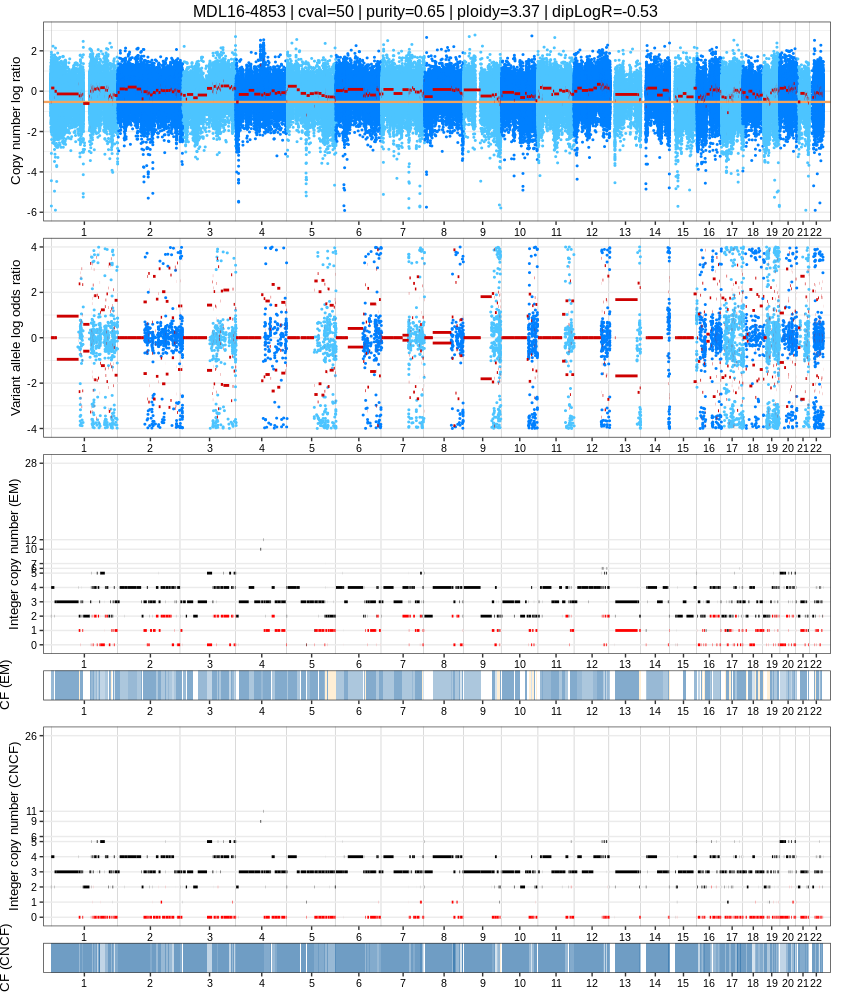 MDL16-4853 | cval=50 | purity=0.65 | ploidy=3.37 | dipLogR=-0.53
Copy number log ratio
2
0
-2
-4
-6
1 2 3 4 5 6 7 8 9 10 11 12 13 14 15 16 17 18 19 20 21 22
Variant allele log odds ratio
4
2
0
-2
-4
1 2 3 4 5 6 7 8 9 10 11 12 13 14 15 16 17 18 19 20 21 22
Integer copy number (EM)
28
12
10
7
5
4
3
2
1
0
1 2 3 4 5 6 7 8 9 10 11 12 13 14 15 16 17 18 19 20 21 22
CF (EM)
1 2 3 4 5 6 7 8 9 10 11 12 13 14 15 16 17 18 19 20 21 22
Integer copy number (CNCF)
26
11
9
6
5
4
3
2
1
0
1 2 3 4 5 6 7 8 9 10 11 12 13 14 15 16 17 18 19 20 21 22
CF (CNCF)
1 2 3 4 5 6 7 8 9 10 11 12 13 14 15 16 17 18 19 20 21 22